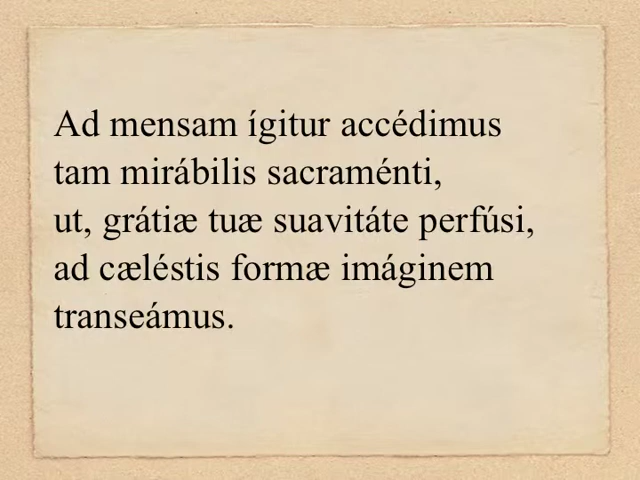 Ad mensam ígitur accédimus
tam mirábilis sacraménti,
ut, grátiæ tuæ suavitáte perfúsi,
ad cæléstis formæ imáginem
transeámus.